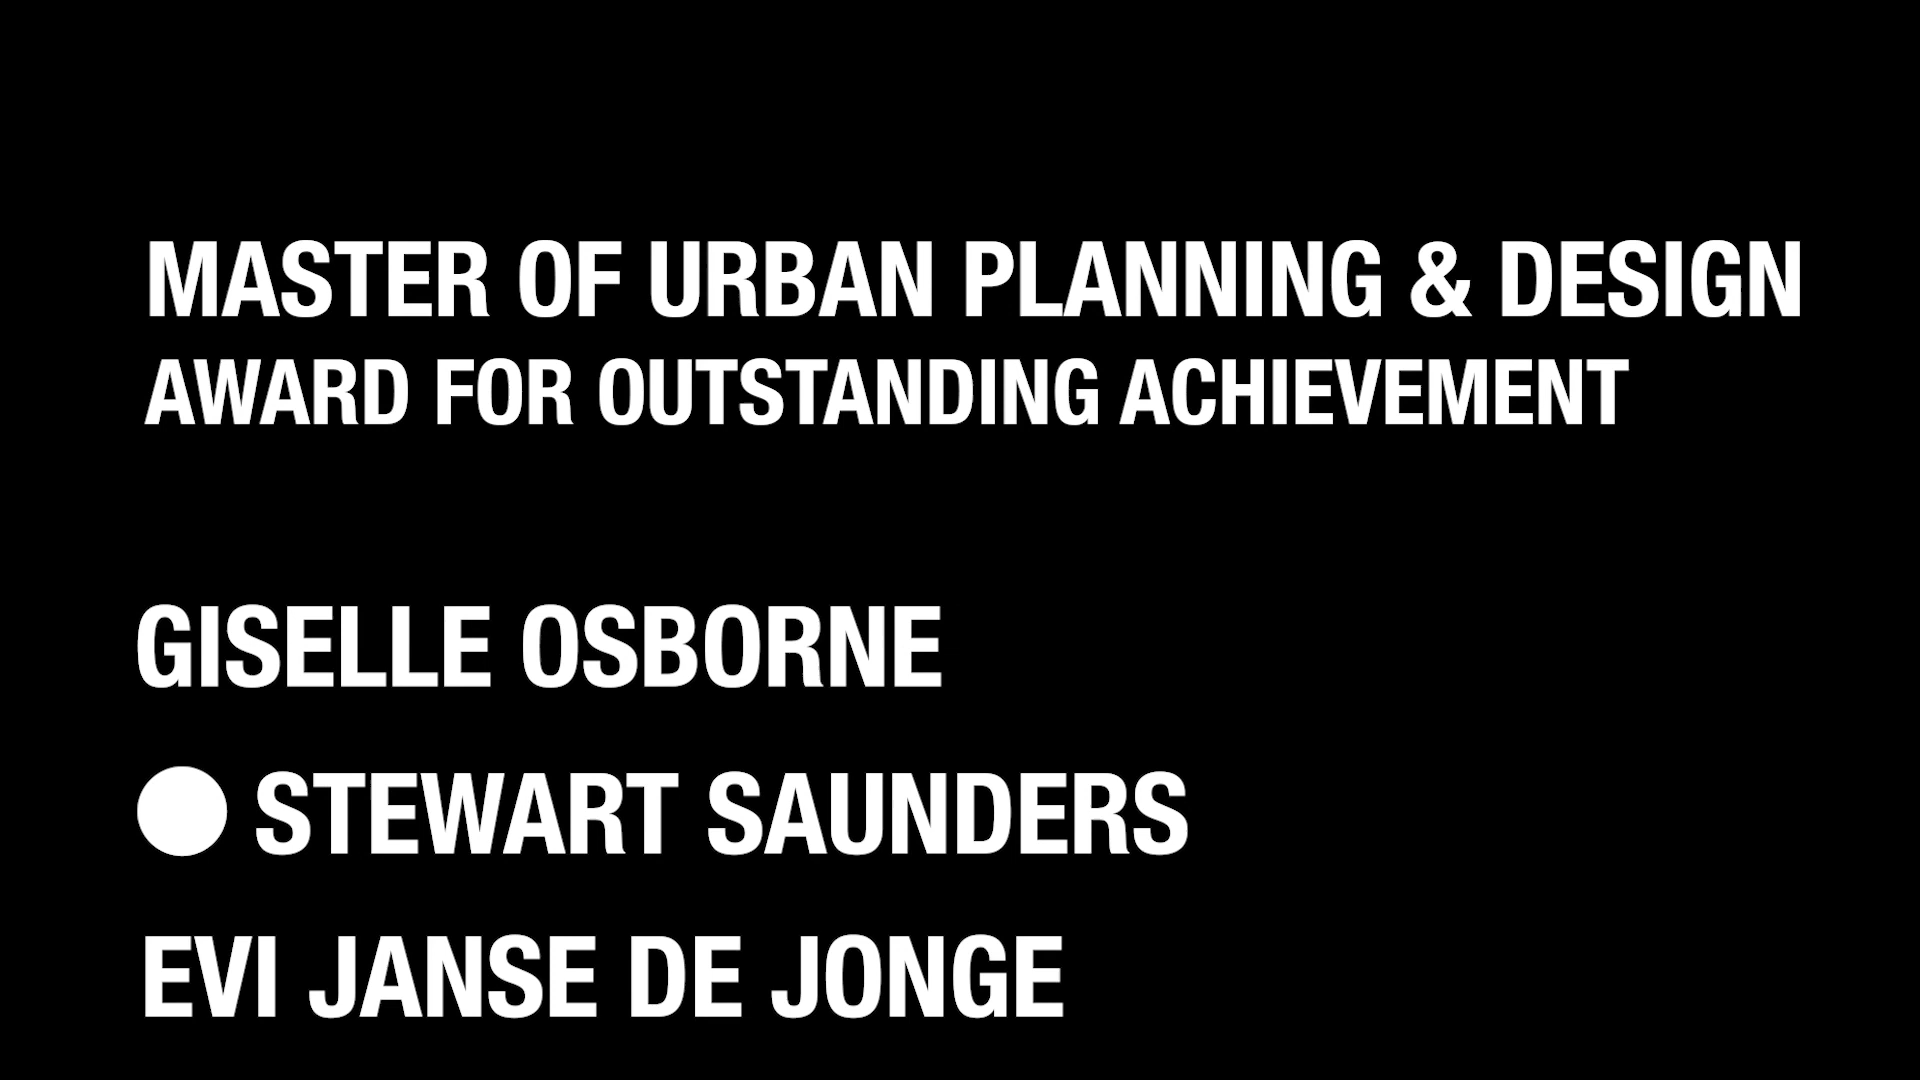 MASTER OF URBAN PLANNING & DESIGN
AWARD FOR OUTSTANDING ACHIEVEMENT
GISELLE OSBORNE
STEWART SAUNDERS
EVI JANSE DE JONGE